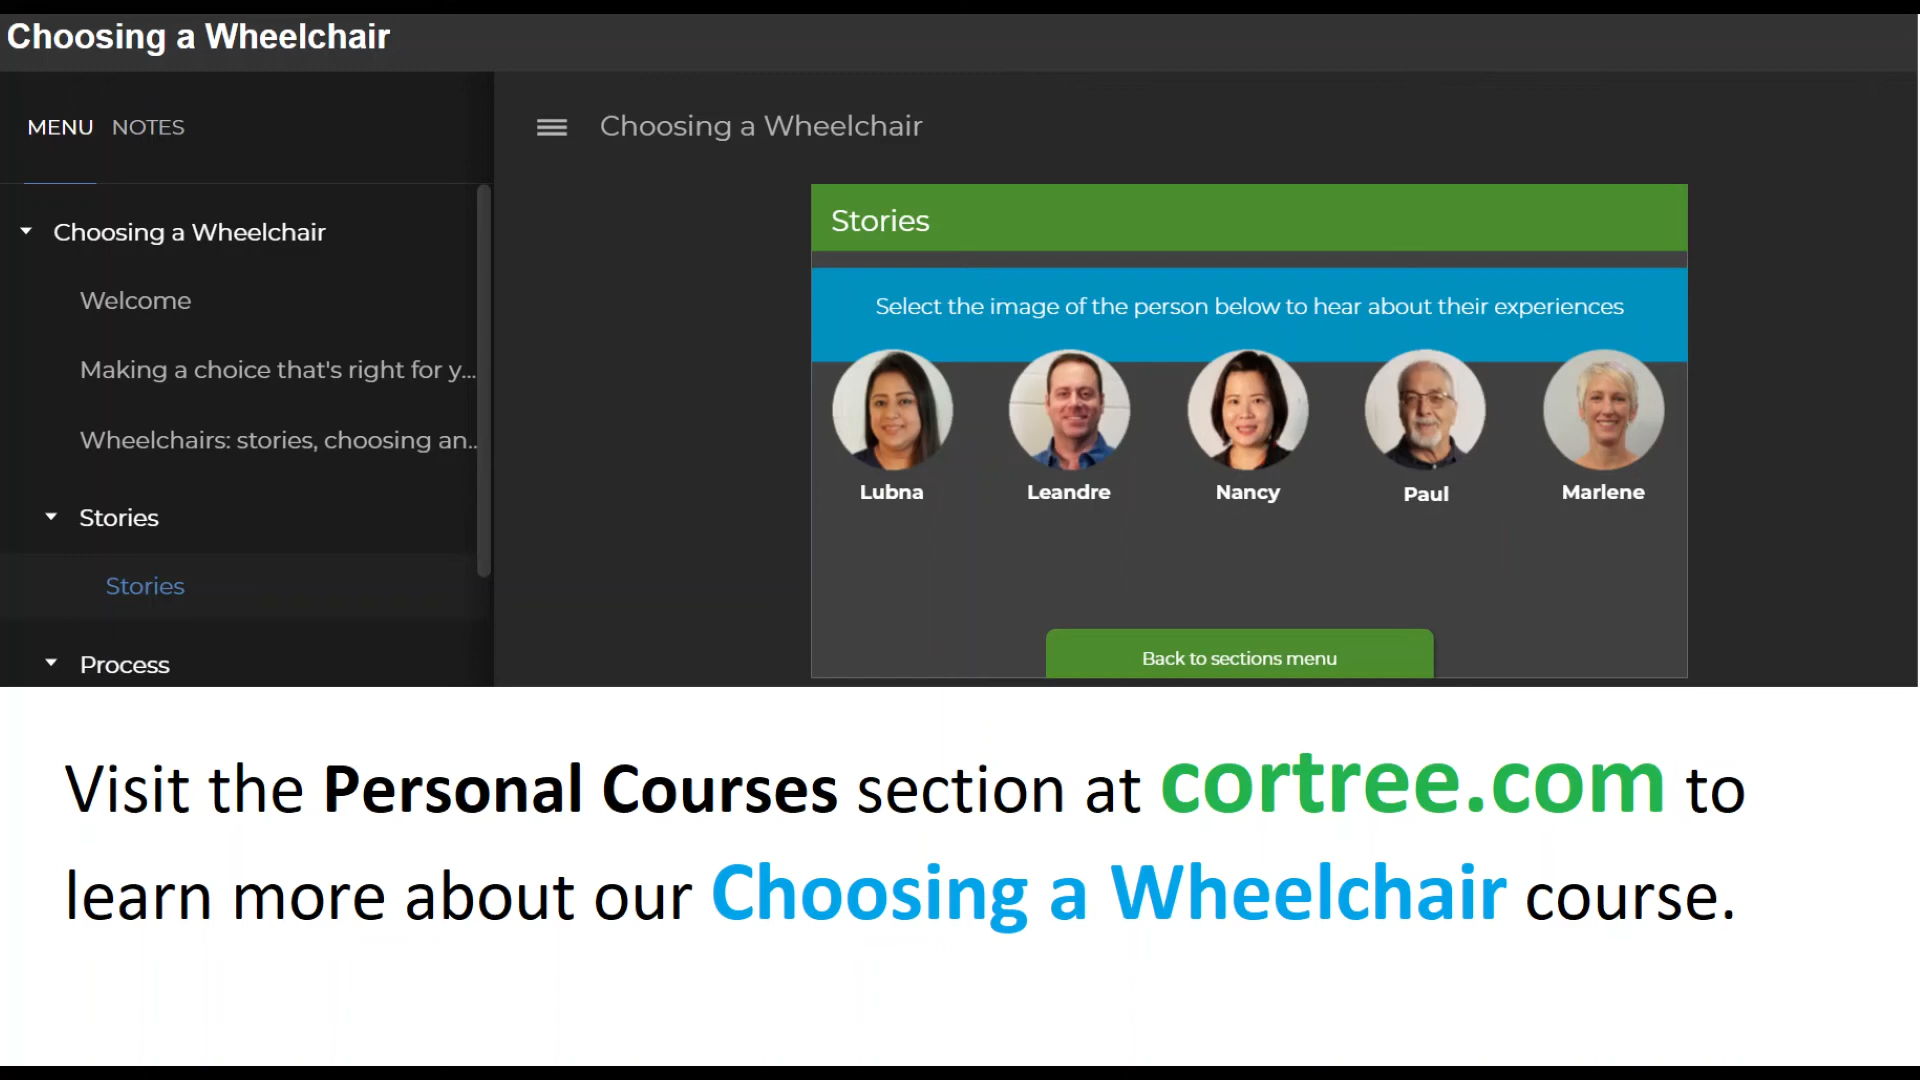 Choosing a Wheelchair
MENU NOTES
Choosing a Wheelchair
Welcome
Making a choice that's right for y...
Wheelchairs: stories, choosing an..
Stories
Stories
Process
Choosing a Wheelchair
Stories
Select the image of the person below to hear about their experiences
Lubna Leandre Nancy Paul Marlene
Back to sections menu
Visit the Personal Courses section at cortree.com to
learn more about our Choosing a Wheelchair course.